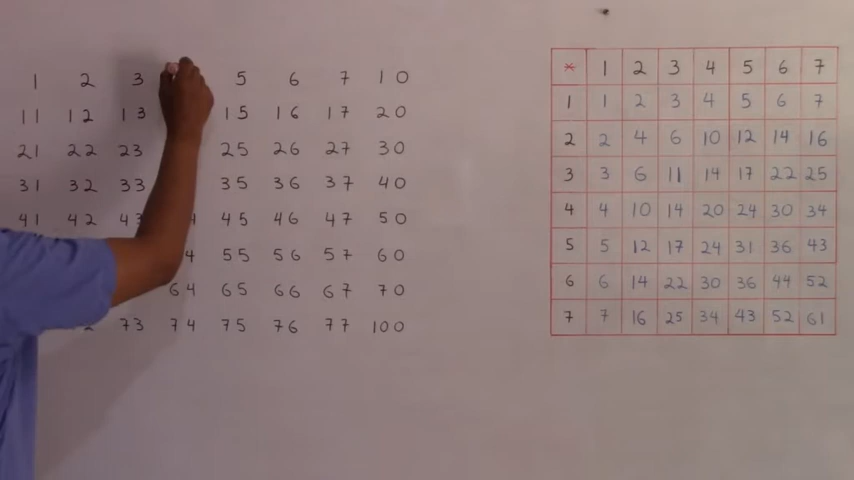 1 2 3 5 6 7 10
11 12 13 15 16 17 20
21 22 23 25 26 27 30
31 32 33 35 36 37 40
41 42 43 45 46 47 50
55 56 57 60
64 65 66 67 70
73 74 75 76 77 100
* 1 2 3 4 5 6 7
1 1 2 3 4 5 6 7
2 2 4 6 10 12 14 16
3 3 6 11 14 17 22 25
4 4 10 14 20 24 30 34
5 5 12 17 24 31 36 43
6 6 14 22 30 36 44 52
7 7 16 25 34 43 52 61